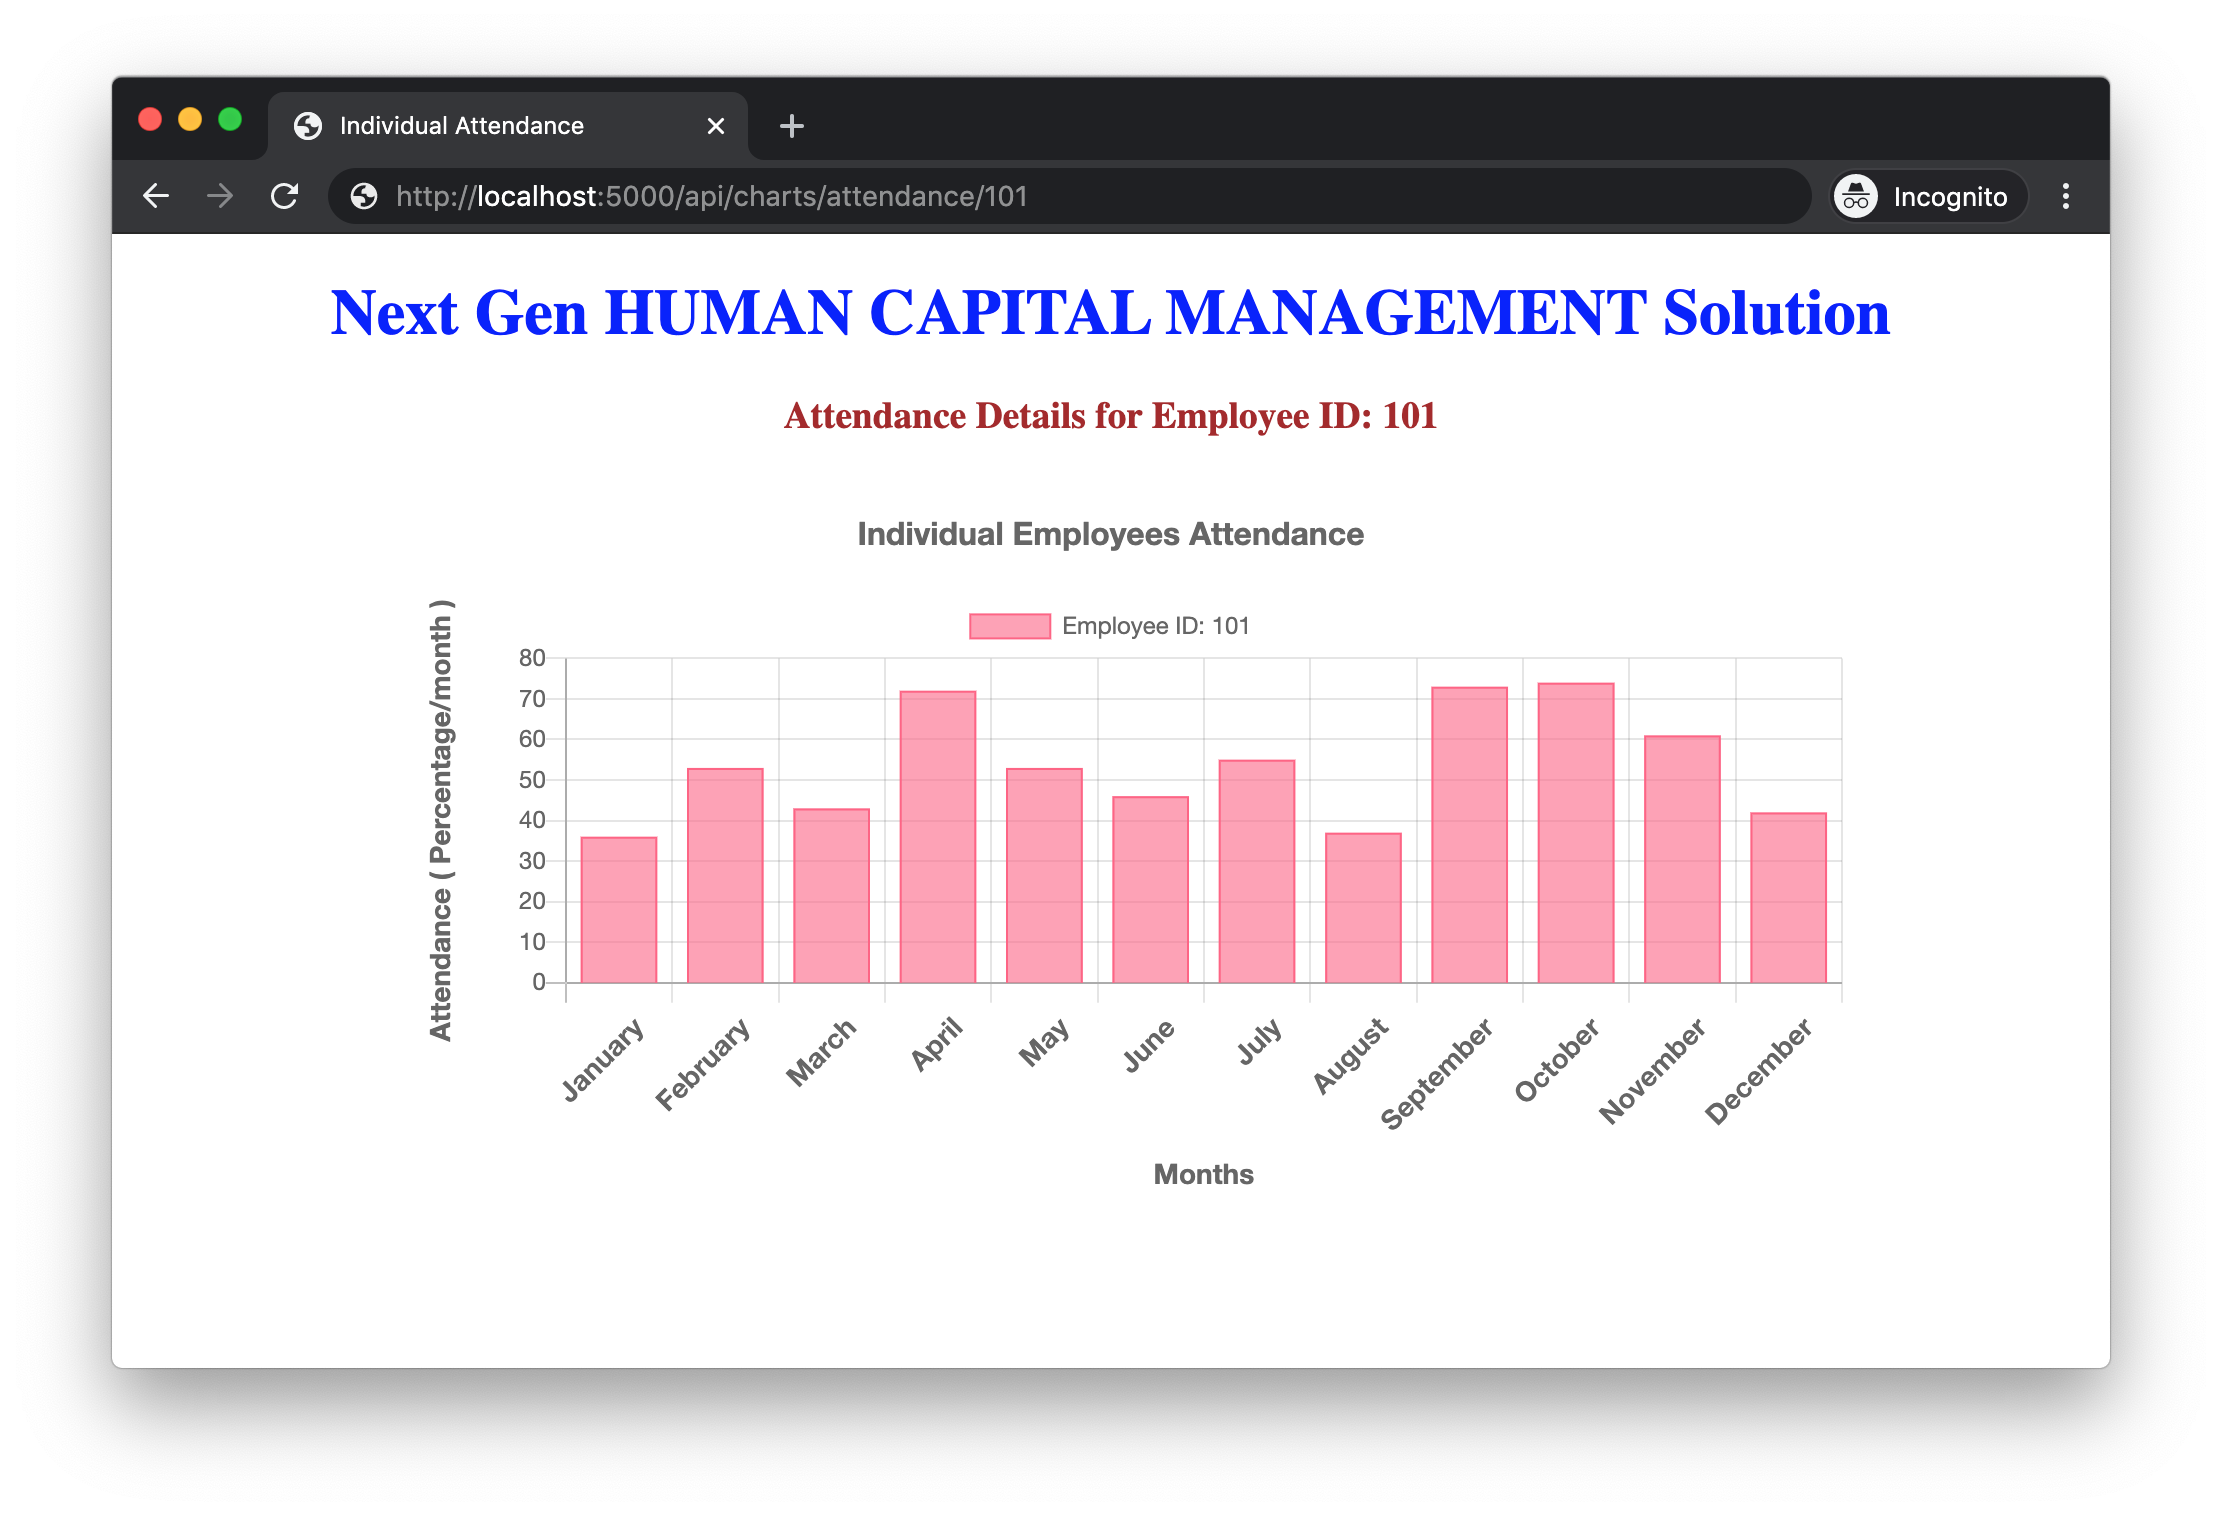 Individual Attendance
http://localhost:5000/api/charts/attendance/101
Incognito
Next Gen HUMAN CAPITAL MANAGEMENT Solution
Attendance Details for Employee ID: 101
Individual Employees Attendance
Employee ID: 101
Attendance ( Percentage/month )
80
70
60
50
40
30
20
10
0
January
February
March
April
May
June
July
August
September
October
November
December
Months